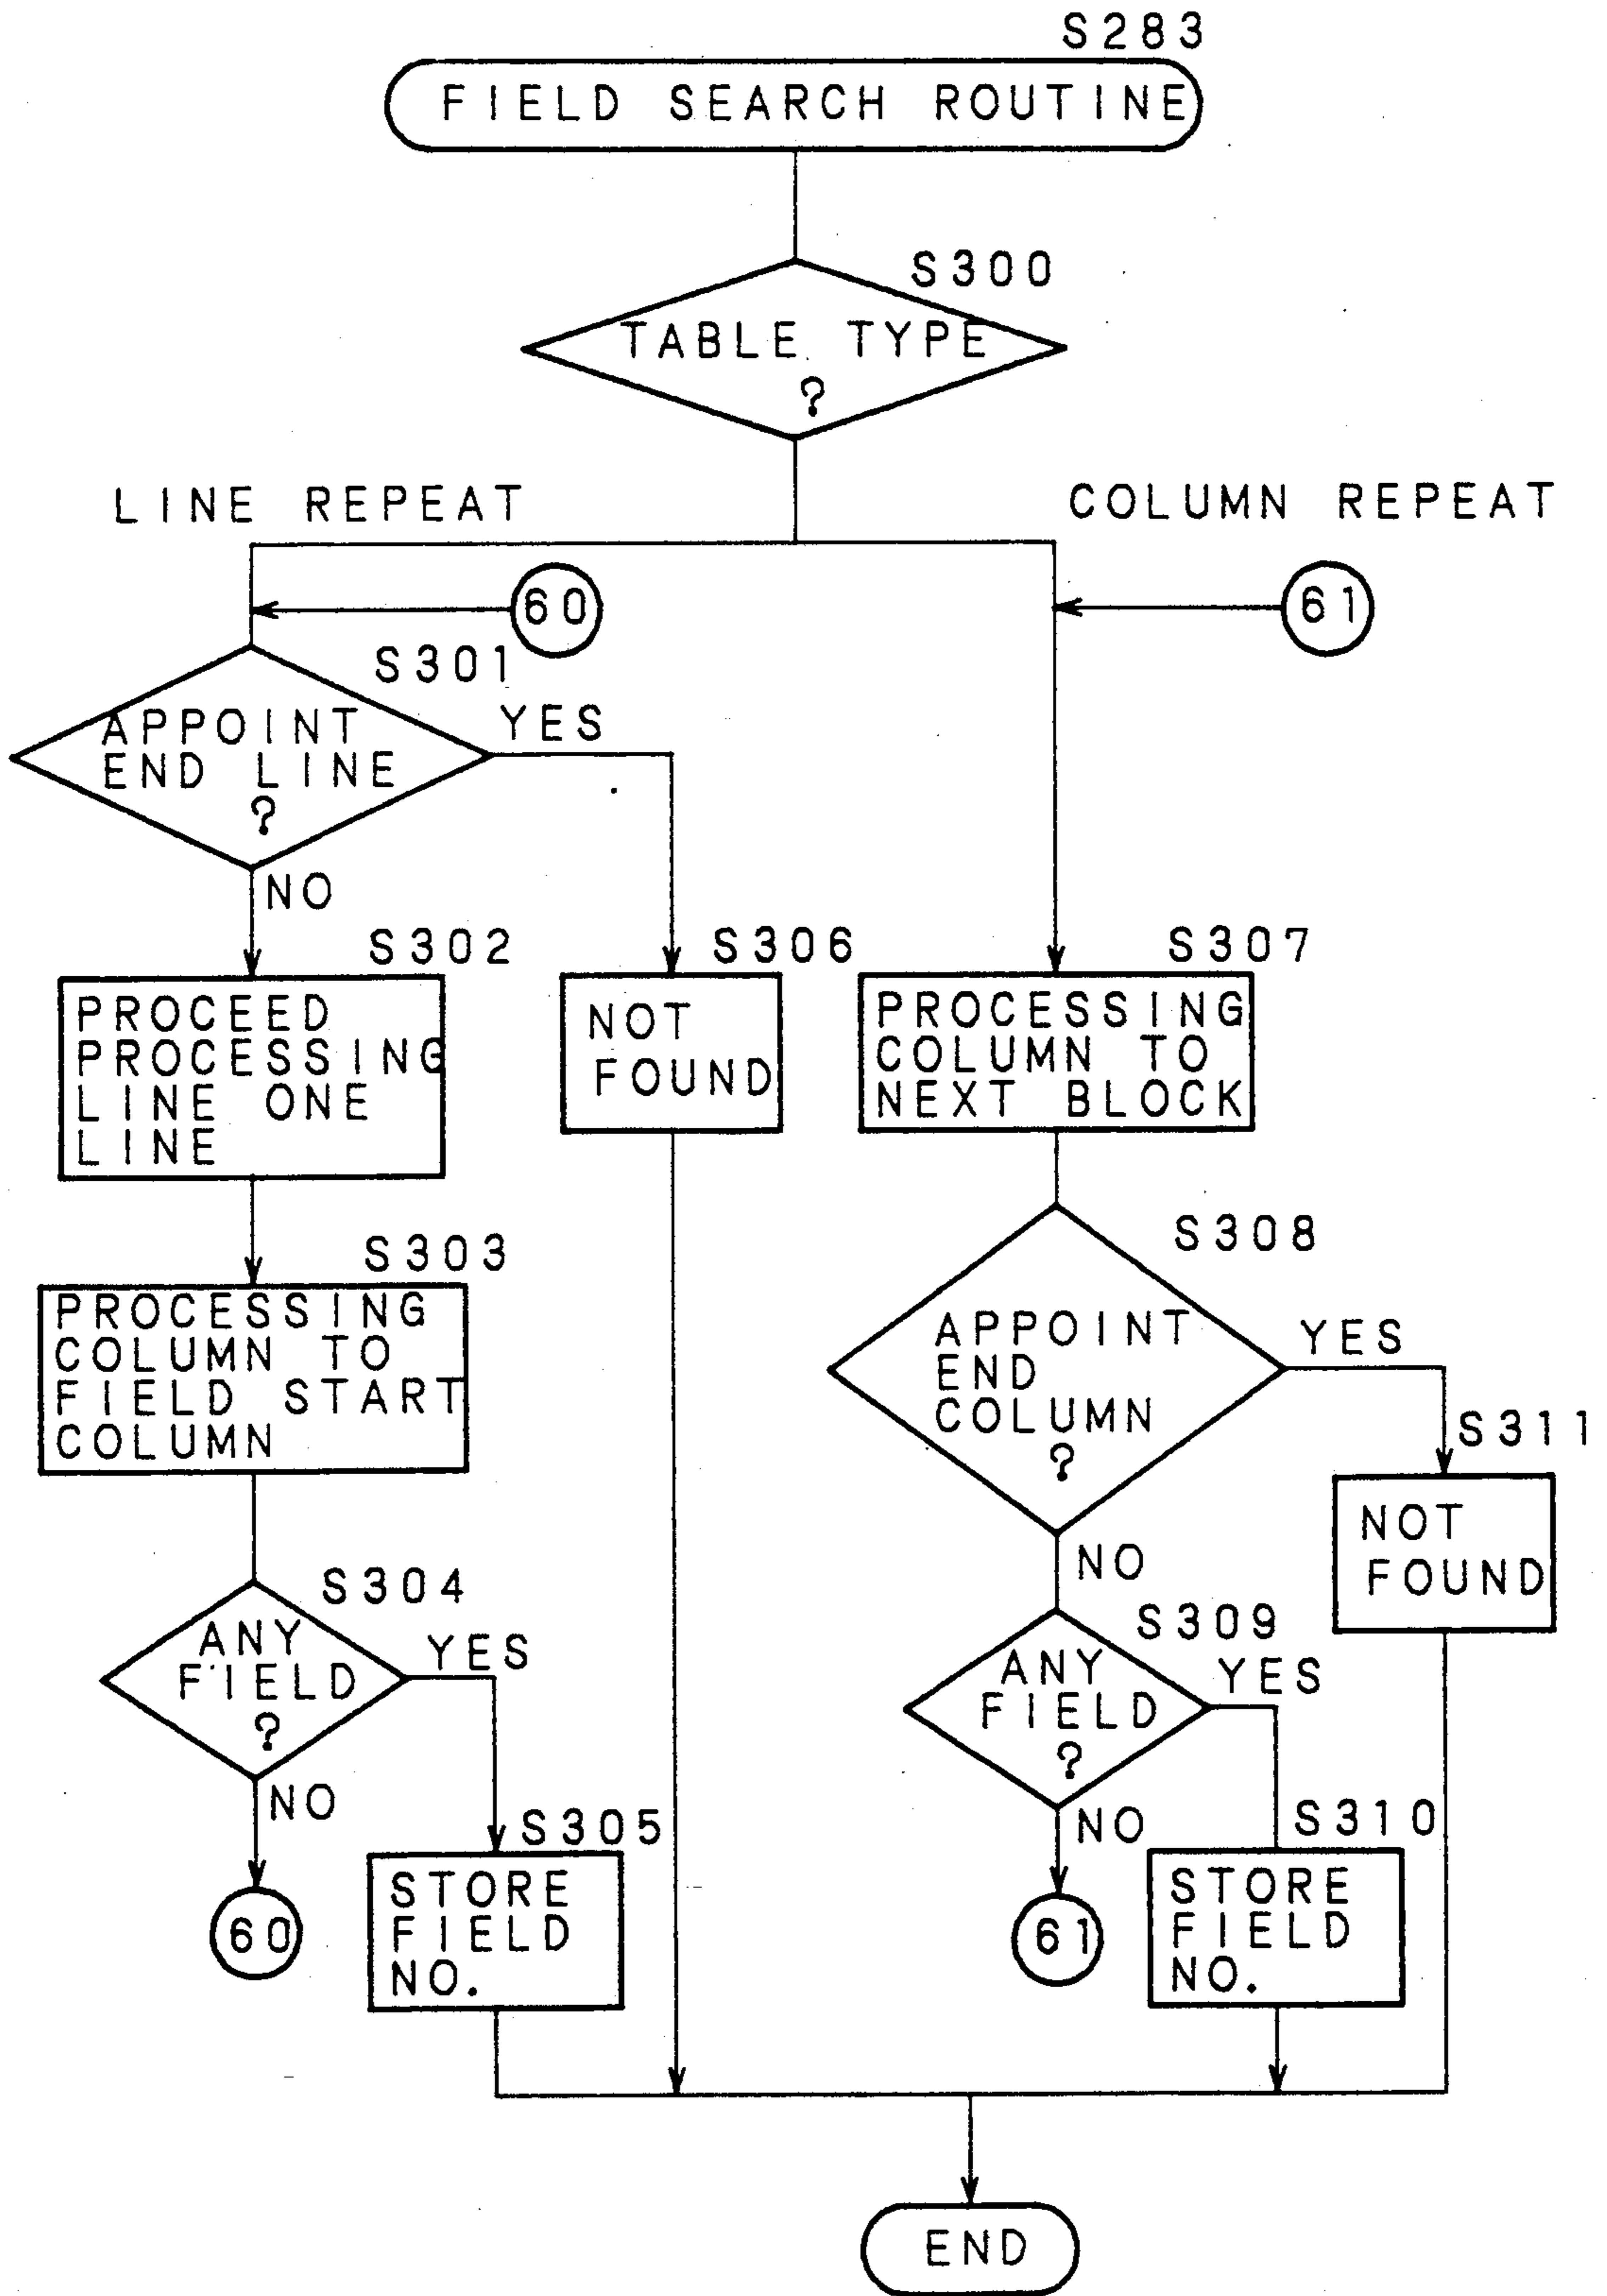 S283
FIELD SEARCH ROUTINE
S300
TABLE TYPE
?
LINE REPEAT
COLUMN REPEAT
60
61
S301
APPOINT
END LINE
?
YES
NO
S302
PROCEED
PROCESSING
LINE ONE
LINE
S306
NOT
FOUND
S307
PROCESSING
COLUMN TO
NEXT BLOCK
S303
PROCESSING
COLUMN TO
FIELD START
COLUMN
S308
APPOINT
END
COLUMN
?
YES
NO
S311
NOT
FOUND
S304
ANY
FIELD
?
YES
NO
60
S305
STORE
FIELD
NO.
S309
ANY
FIELD
?
YES
NO
61
S310
STORE
FIELD
NO.
END